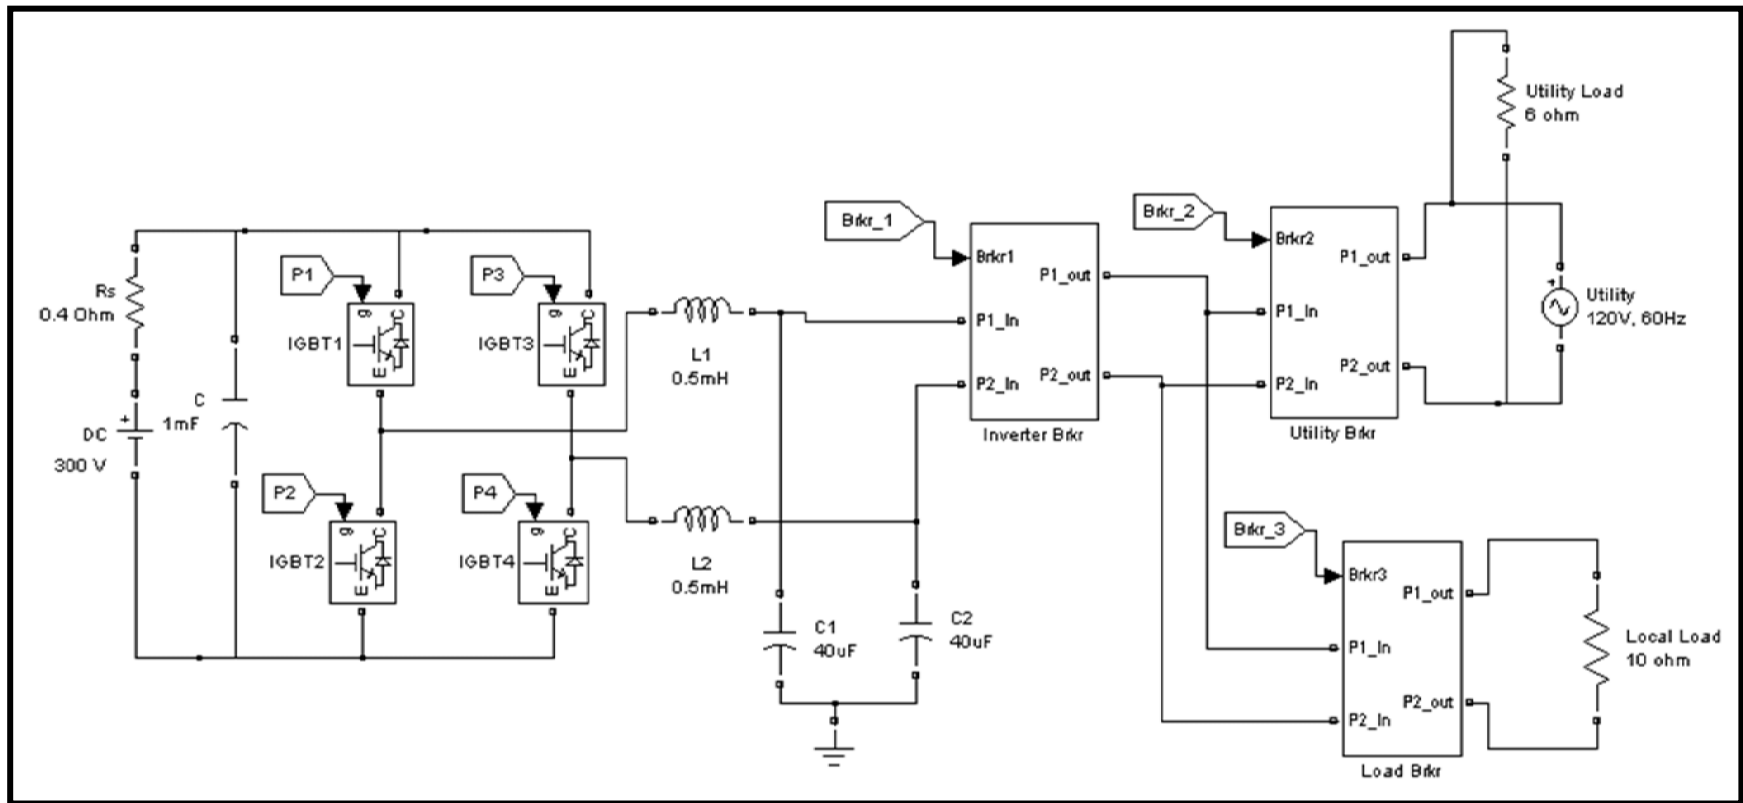 Rs
0.4 Ohm
DC
300 V
C
1mF
P1
g
C
E
IGBT1
P3
g
C
E
IGBT3
P2
g
C
E
IGBT2
P4
g
C
E
IGBT4
L1
0.5mH
L2
0.5mH
C1
40uF
C2
40uF
Brkr_1
Brkr1
P1_In
P2_In
P1_out
P2_out
Inverter Brkr
Brkr_2
Brkr2
P1_In
P2_In
P1_out
P2_out
Utility Brkr
Utility Load
6 ohm
Utility
120V, 60Hz
Brkr_3
Brkr3
P1_In
P2_In
P1_out
P2_out
Load Brkr
Local Load
10 ohm